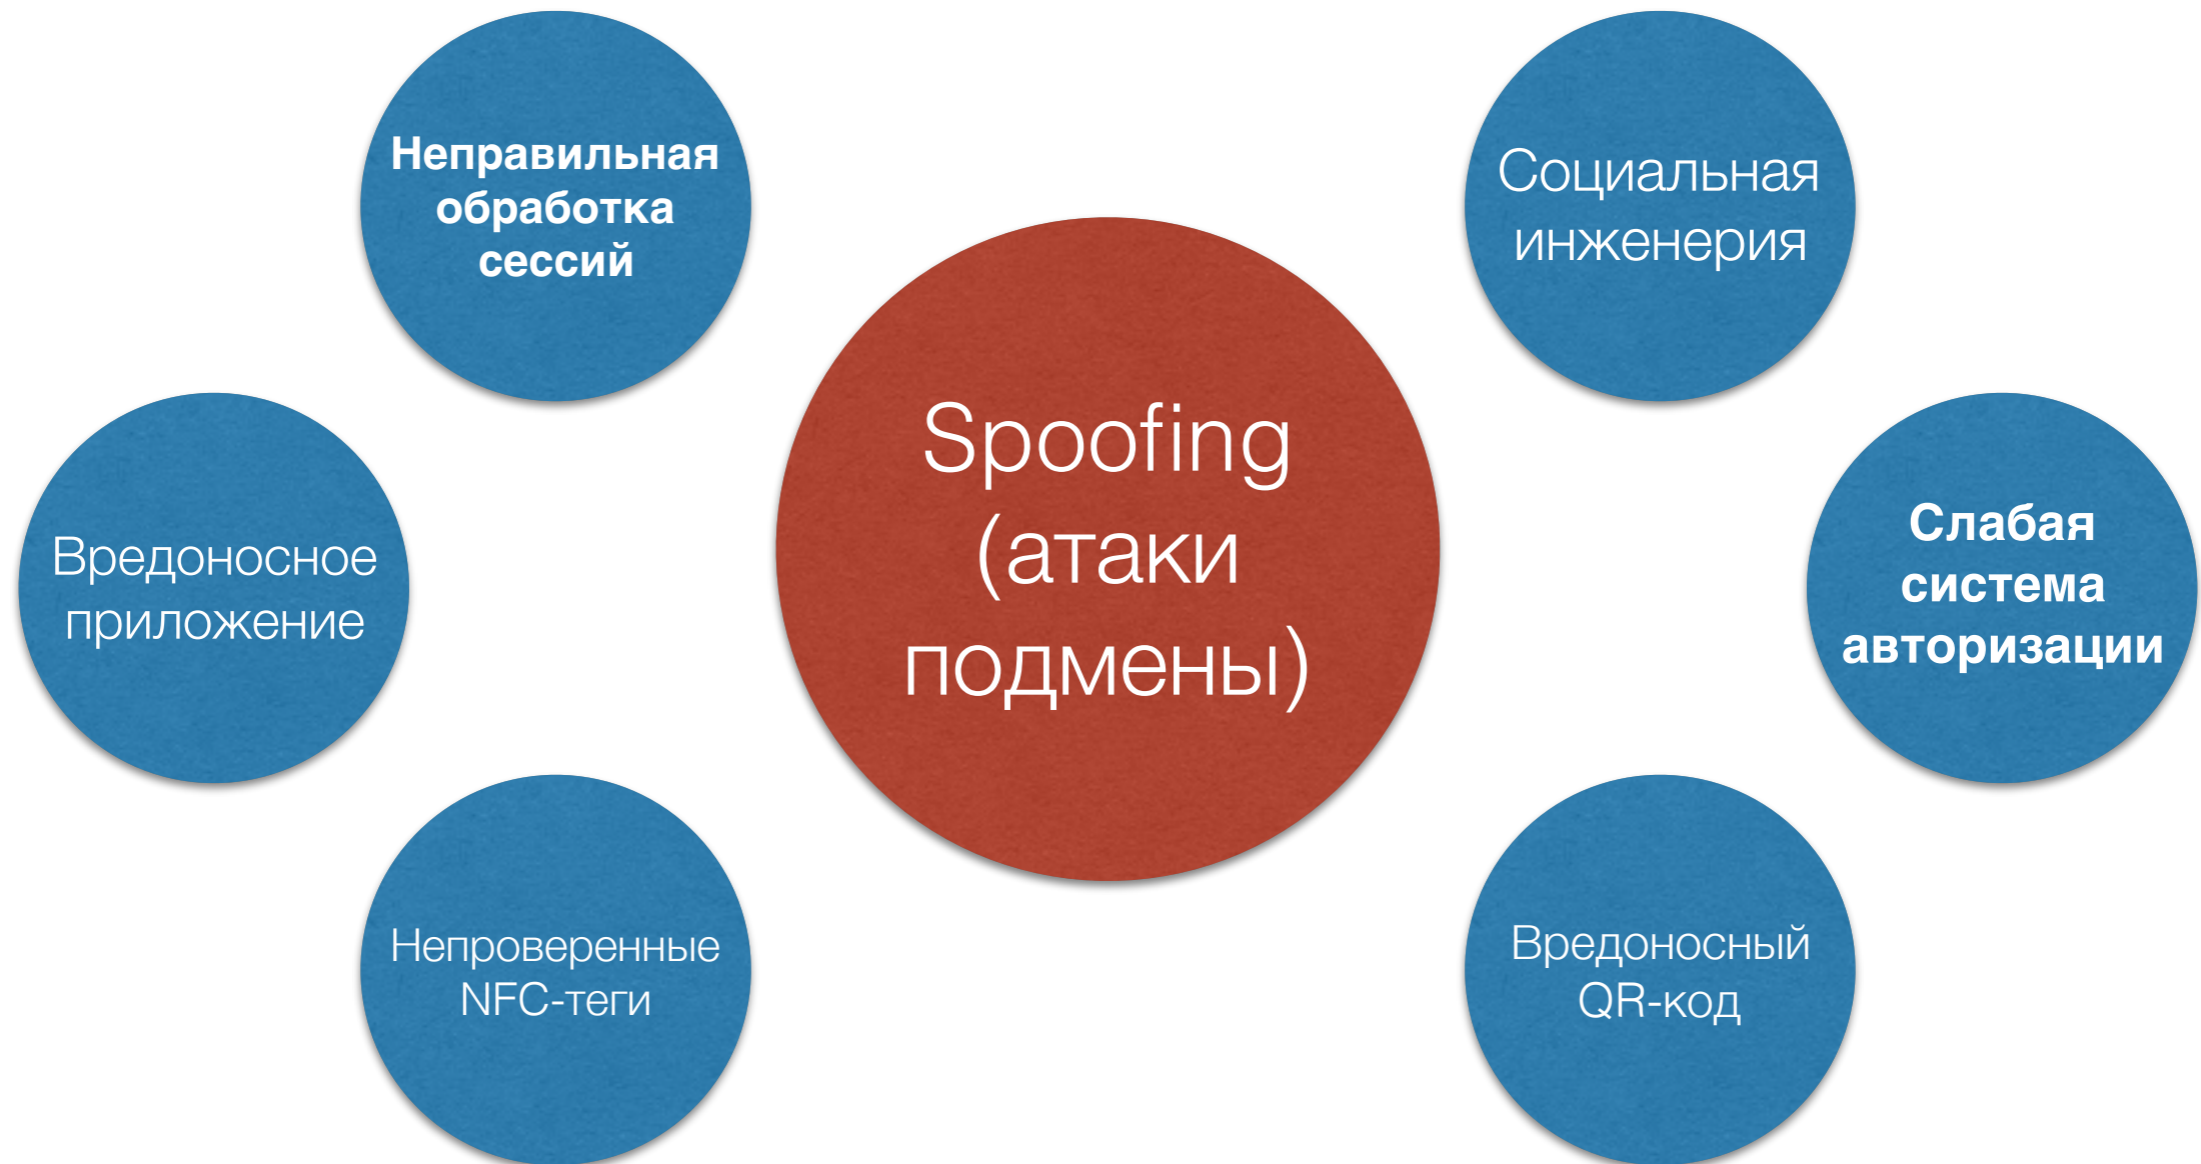 Неправильная
обработка
сессий
Социальная
инженерия
Spoofing
(атаки
подмены)
Вредоносное
приложение
Слабая
система
авторизации
Непроверенные
NFC-теги
Вредоносный
QR-код